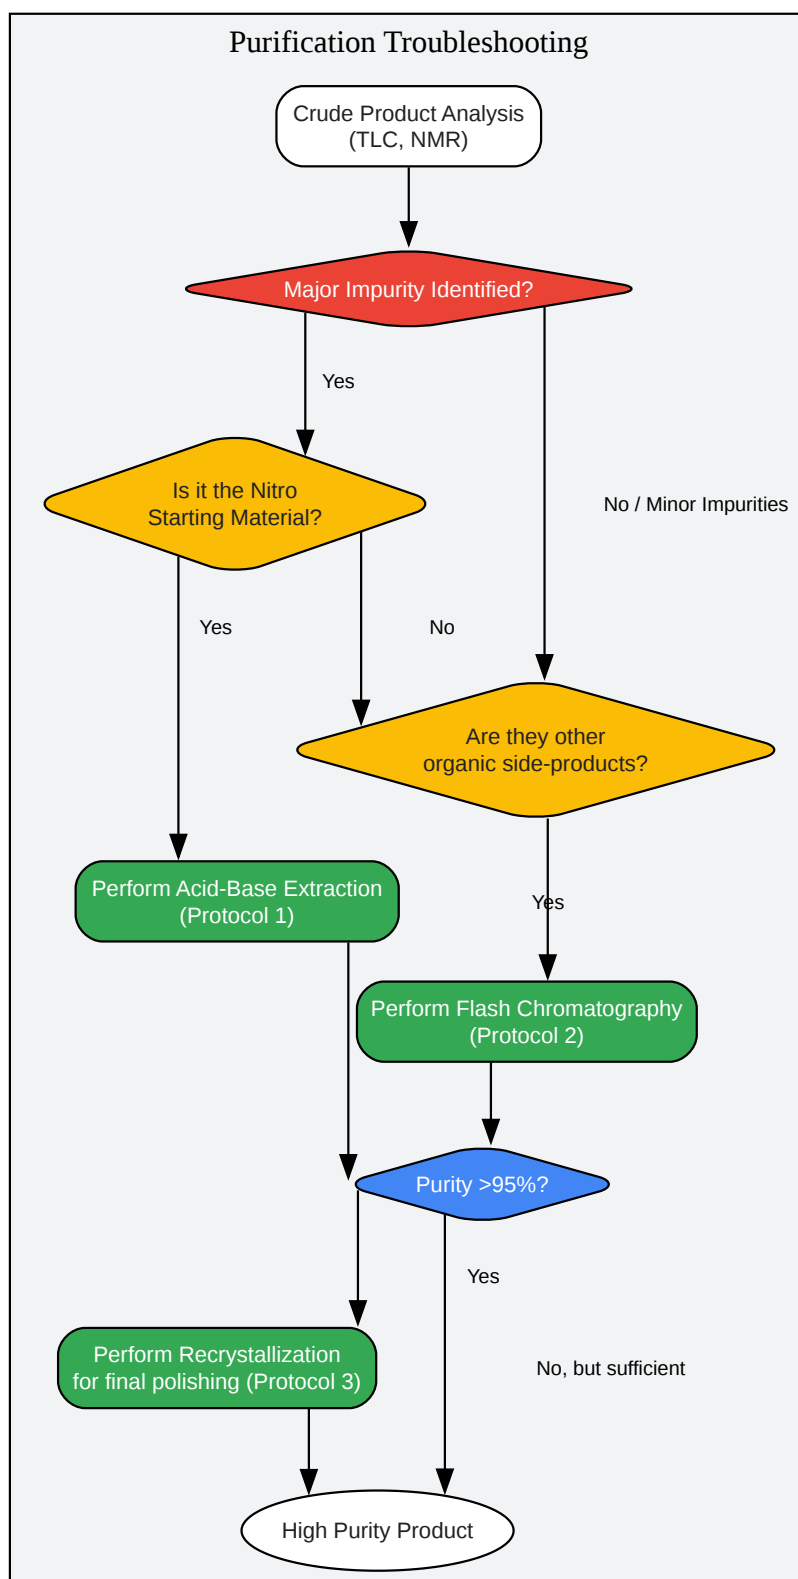 Purification Troubleshooting
Crude Product Analysis
(TLC, NMR)
Major Impurity Identified?
Yes
Is it the Nitro
Starting Material?
No / Minor Impurities
Yes
No
Are they other
organic side-products?
Perform Acid-Base Extraction
(Protocol 1)
Yes
Perform Flash Chromatography
(Protocol 2)
Purity >95%?
Yes
Perform Recrystallization
for final polishing (Protocol 3)
No, but sufficient
High Purity Product